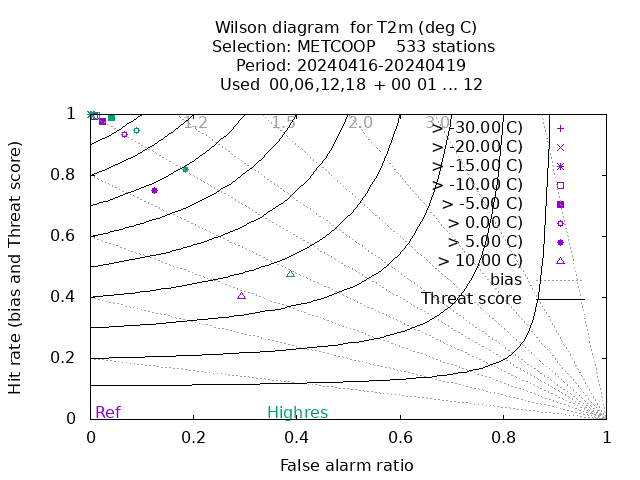 Wilson diagram  for T2m (deg C)
Selection: METCOOP    533 stations
Period: 20240416-20240419
Used  00,06,12,18  + 00 01 ... 12
Hit rate (bias and Threat score)
1
0.8
0.6
0.4
0.2
0
1.2
1.5
2.0
3.0
> -30.00 C)
> -20.00 C)
> -15.00 C)
> -10.00 C)
> -5.00 C)
> 0.00 C)
> 5.00 C)
> 10.00 C)
bias
Threat score
Ref
Highres
0
0.2
0.4
0.6
0.8
1
False alarm ratio